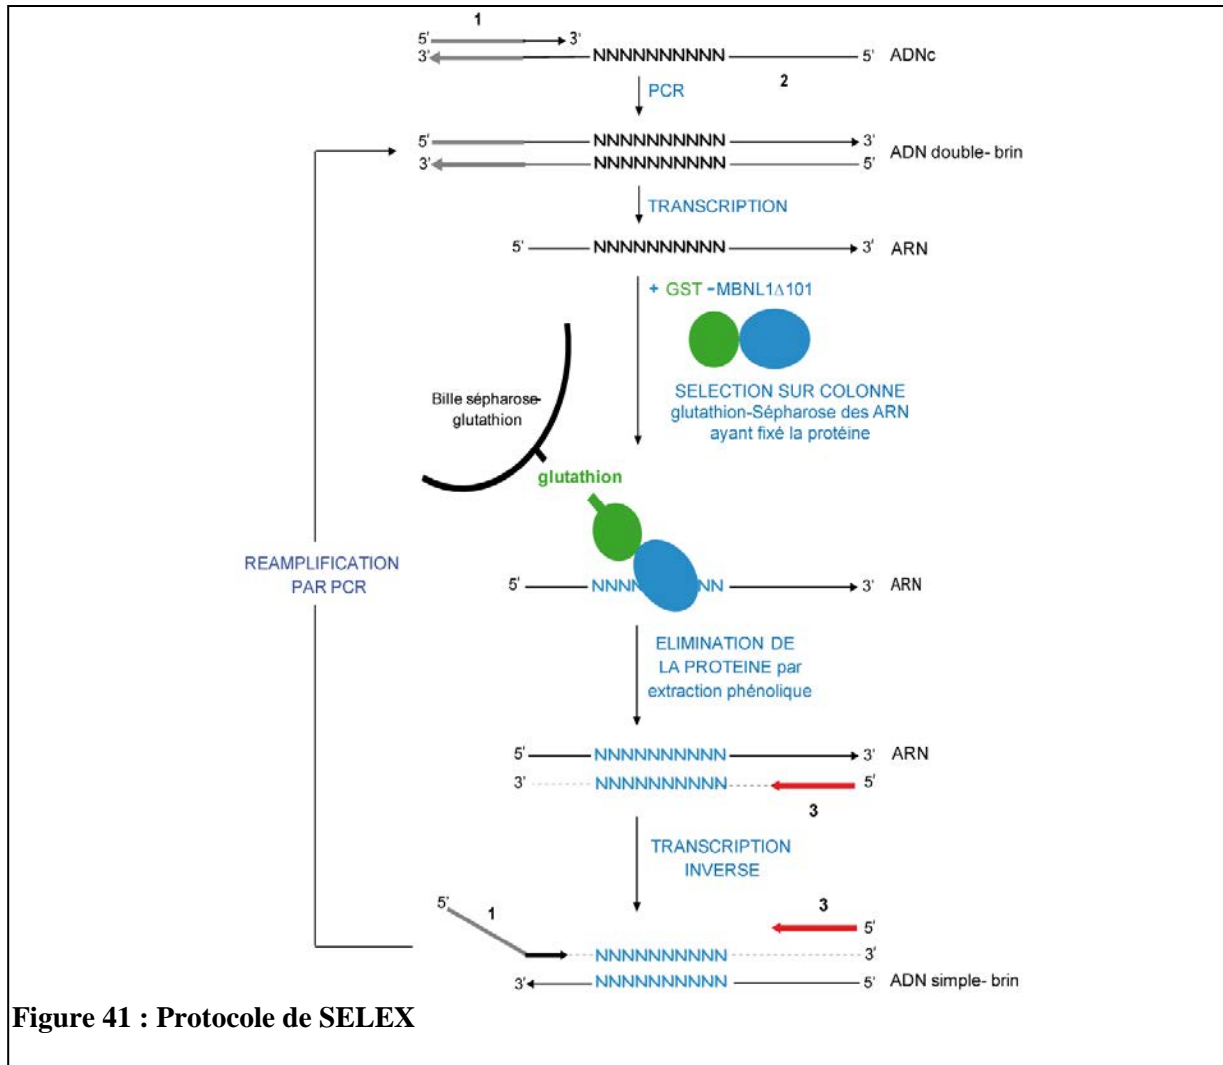 1
5' 3'
3' NNNNNNNNNN 5' ADNc
2
PCR
5' NNNNNNNNNN 3'
ADN double- brin
3' NNNNNNNNNN 5'
TRANSCRIPTION
5' NNNNNNNNNN 3' ARN
+ GST -MBNL1Δ101
SELECTION SUR COLONNE
glutathion-Sépharose des ARN
ayant fixé la protéine
Bille sépharose-
glutathion
glutathion
REAMPLIFICATION
PAR PCR
5' NNNN NN 3' ARN
ELIMINATION DE
LA PROTEINE par
extraction phénolique
5' NNNNNNNNNN 3' ARN
3' NNNNNNNNNN 5'
3
TRANSCRIPTION
INVERSE
5' 1 3 5'
NNNNNNNNNN 3'
3' NNNNNNNNNN 5' ADN simple- brin
Figure 41 : Protocole de SELEX